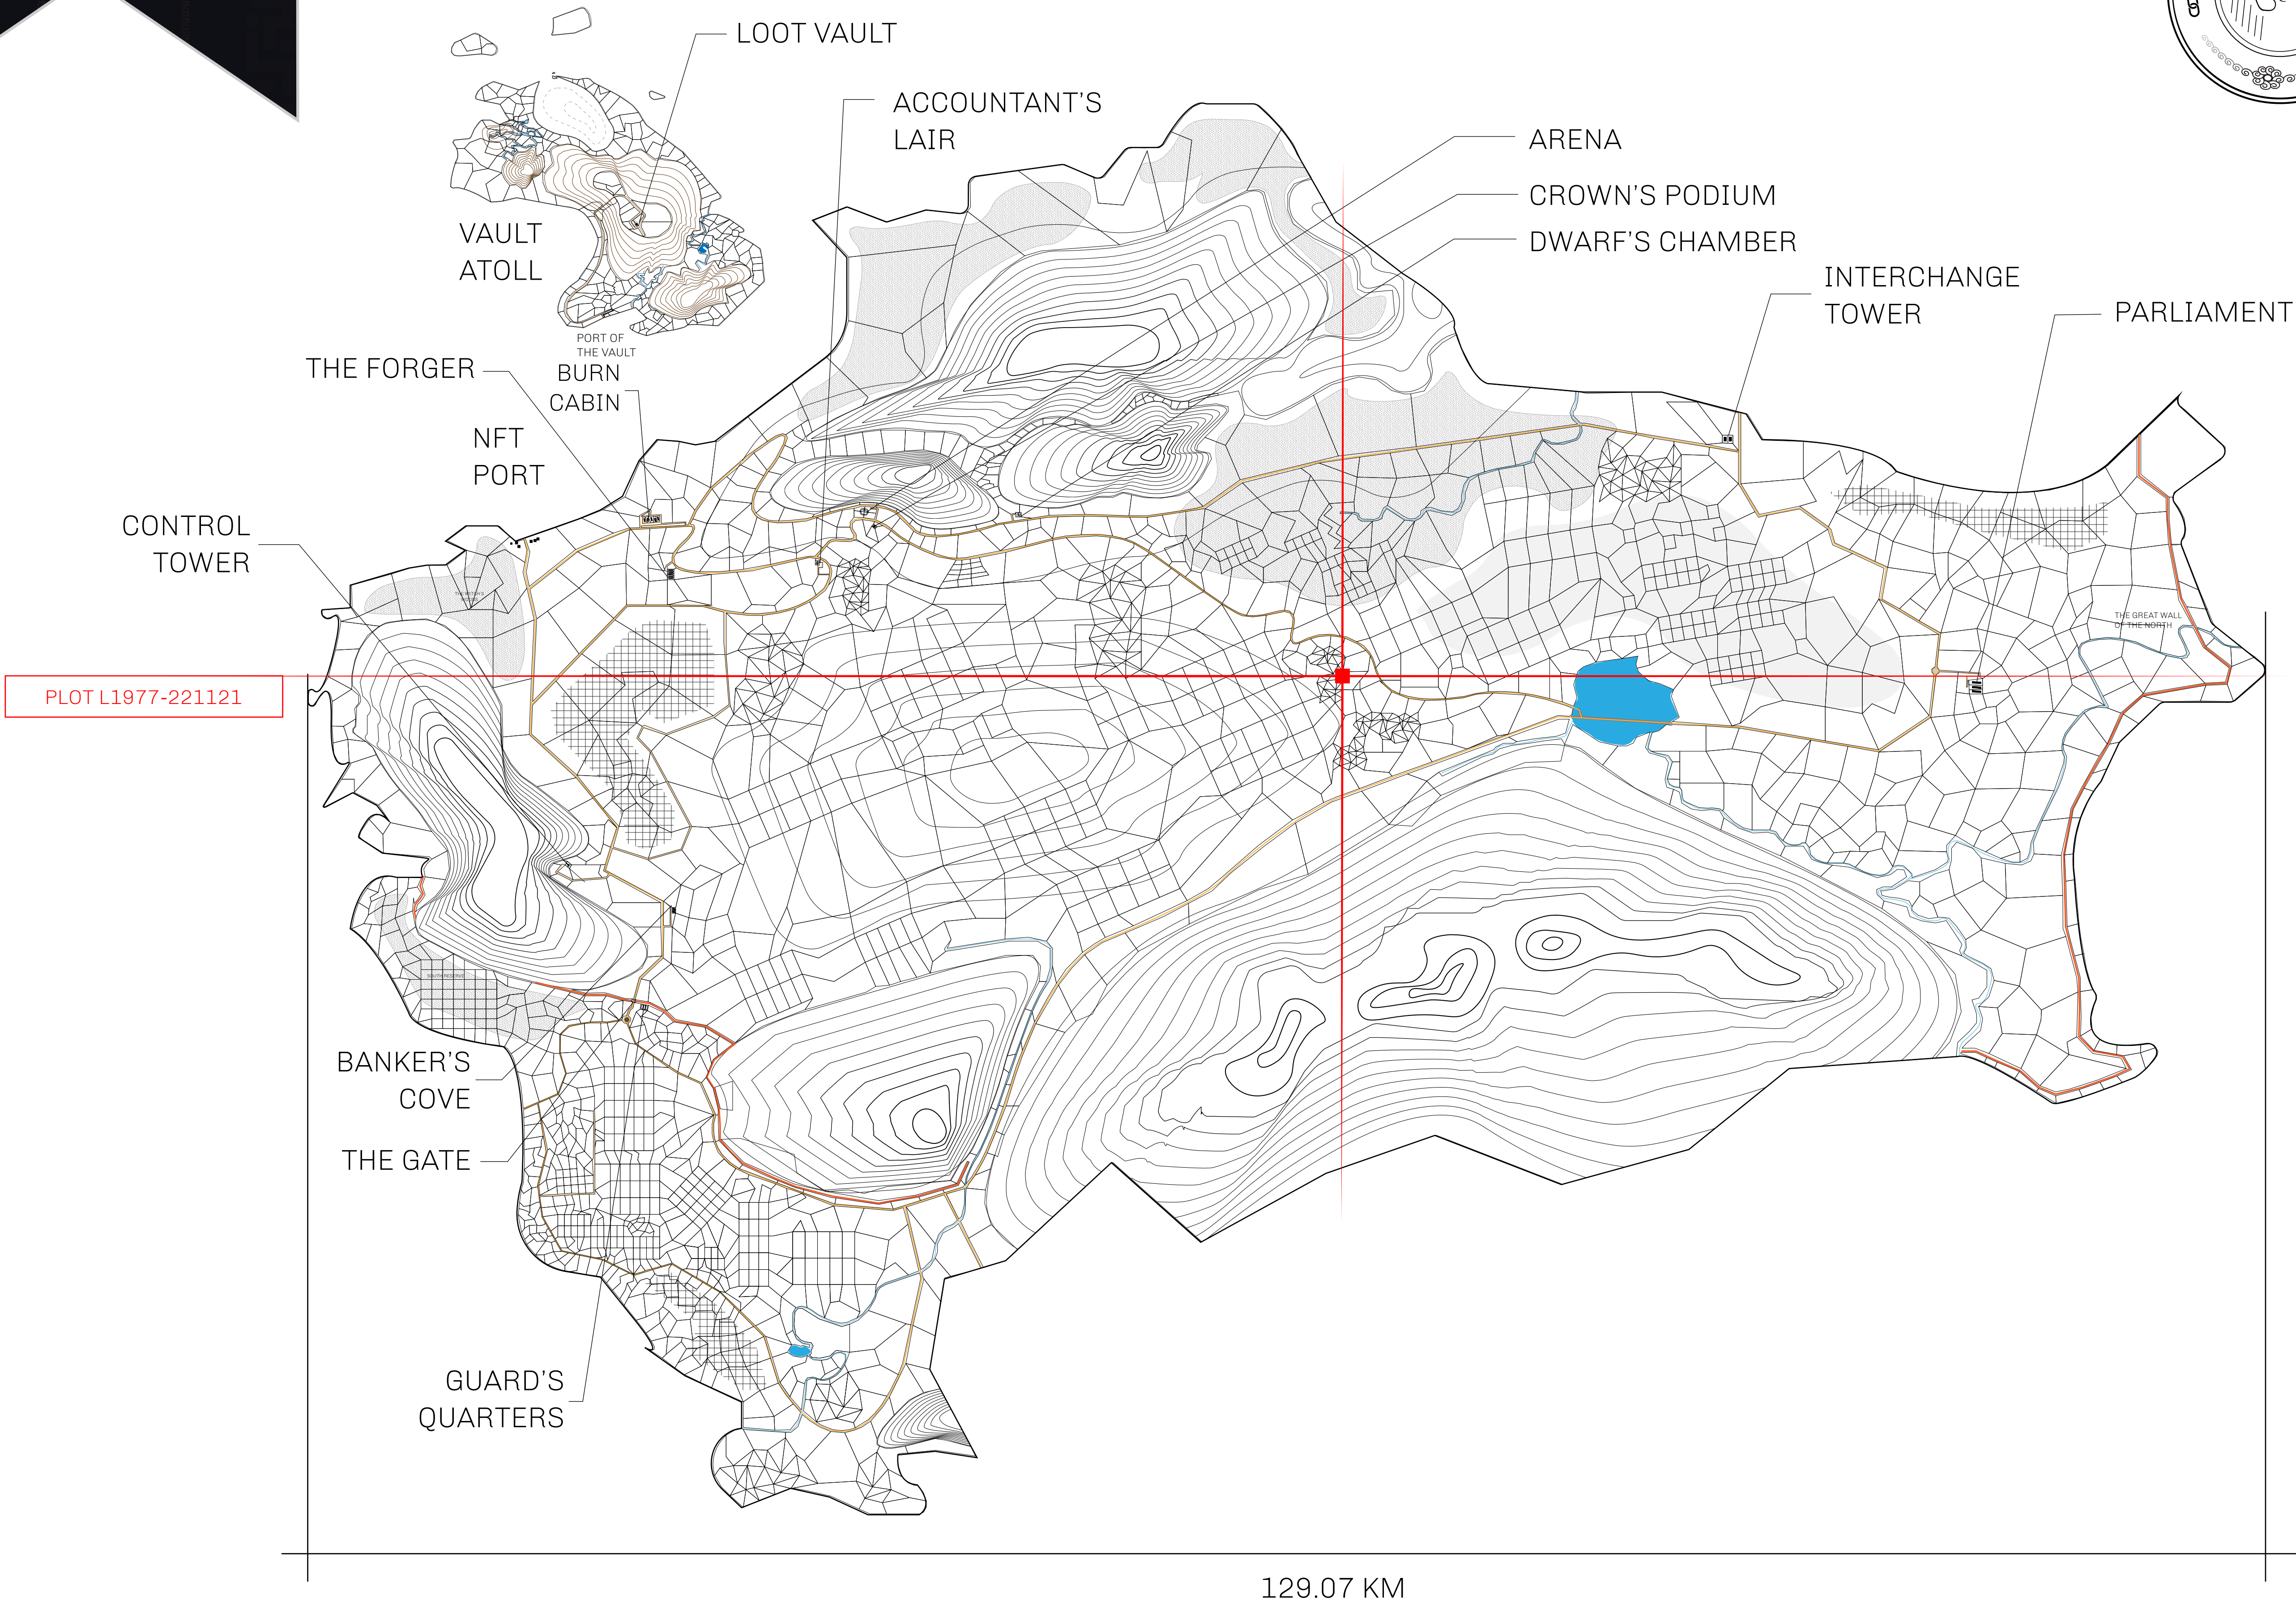 LOOT VAULT
ACCOUNTANT'S
LAIR
ARENA
CROWN'S PODIUM
DWARF'S CHAMBER
VAULT
ATOLL
INTERCHANGE
TOWER
PARLIAMENT
PORT OF
THE VAULT
THE FORGER
BURN
CABIN
NFT
PORT
CONTROL
TOWER
THE GREAT WALL
OF THE NORTH
PLOT L1977-221121
SOUTH RESERVE
BANKER'S
COVE
THE GATE
GUARD'S
QUARTERS
129.07 KM